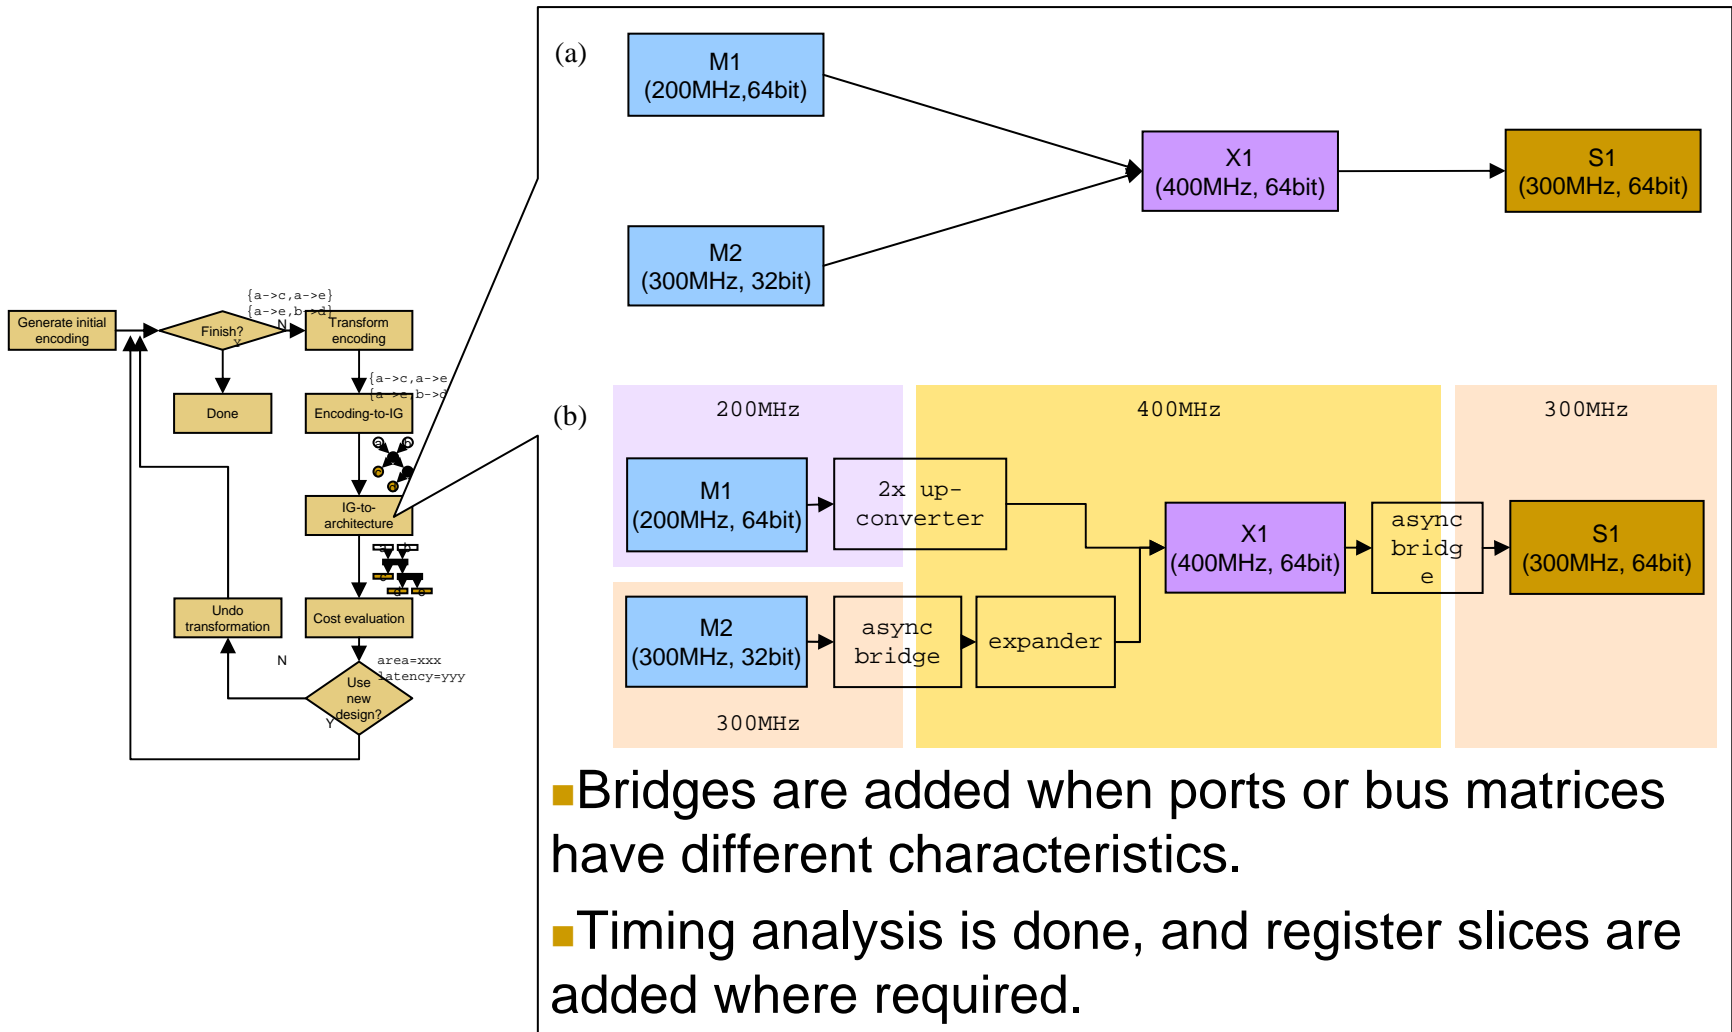 (a)
M1
(200MHz,64bit)
X1
(400MHz, 64bit)
S1
(300MHz, 64bit)
M2
(300MHz, 32bit)
{a->c,a->e}
{a->e,b->d}
Generate initial
encoding
Finish?
N
Y
Transform
encoding
{a->c,a->e
{a->e,b->d
Done
Encoding-to-IG
a
b
c
d
IG-to-
architecture
a
b
c
d
e
Undo
transformation
Cost evaluation
N
area=xxx
latency=yyy
Use
new
design?
Y
(b)
200MHz
400MHz
300MHz
M1
(200MHz, 64bit)
2x up-
converter
X1
(400MHz, 64bit)
async
bridg
e
S1
(300MHz, 64bit)
M2
(300MHz, 32bit)
async
bridge
expander
300MHz
Bridges are added when ports or bus matrices
have different characteristics.
Timing analysis is done, and register slices are
added where required.